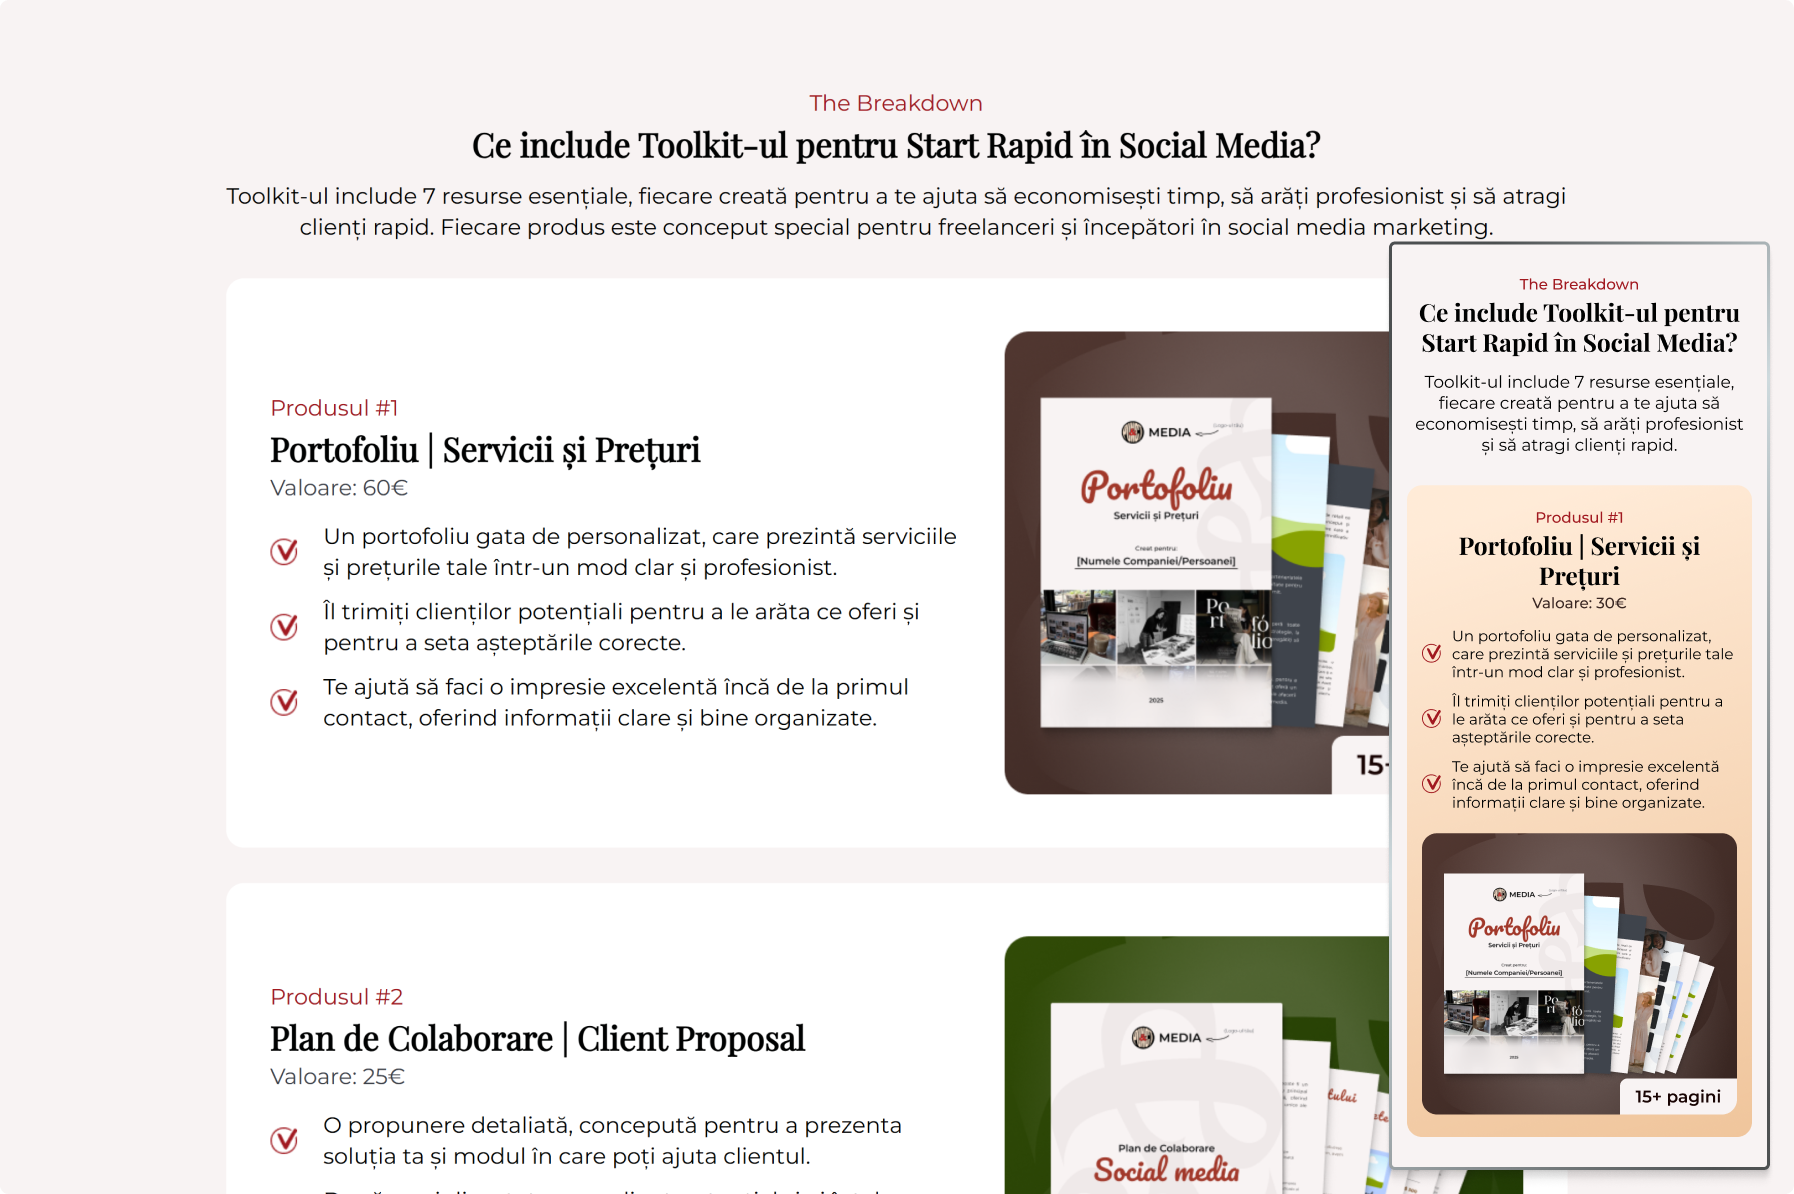 The Breakdown
Ce include Toolkit-ul pentru Start Rapid în Social Media?
Toolkit-ul include 7 resurse esențiale, fiecare creată pentru a te ajuta să economisești timp, să arăți profesionist și să atragi
clienți rapid. Fiecare produs este conceput special pentru freelanceri și începători în social media marketing.
Produsul #1
Portofoliu | Servicii și Prețuri
Valoare: 60€
Un portofoliu gata de personalizat, care prezintă serviciile
și prețurile tale într-un mod clar și profesionist.
Îl trimiți clienților potențiali pentru a le arăta ce oferi și
pentru a seta așteptările corecte.
Te ajută să faci o impresie excelentă încă de la primul
contact, oferind informații clare și bine organizate.
MEDIA
Portofoliu
Servicii și Prețuri
Creat pentru:
[Numele Companiei/Persoanei]
Po
rt
fó
lio
2025
15+
Produsul #2
Plan de Colaborare | Client Proposal
Valoare: 25€
O propunere detaliată, concepută pentru a prezenta
soluția ta și modul în care poți ajuta clientul.
MEDIA
Plan de Colaborare
Social media
The Breakdown
Ce include Toolkit-ul pentru
Start Rapid în Social Media?
Toolkit-ul include 7 resurse esențiale,
fiecare creată pentru a te ajuta să
economisești timp, să arăți profesionist
și să atragi clienți rapid.
Produsul #1
Portofoliu | Servicii și
Prețuri
Valoare: 30€
Un portofoliu gata de personalizat,
care prezintă serviciile și prețurile tale
într-un mod clar și profesionist.
Îl trimiți clienților potențiali pentru a
le arăta ce oferi și pentru a seta
așteptările corecte.
Te ajută să faci o impresie excelentă
încă de la primul contact, oferind
informații clare și bine organizate.
MEDIA
Portofoliu
Servicii și Prețuri
Creat pentru:
[Numele Companiei/Persoanei]
Po
rt
fó
lio
2025
15+ pagini